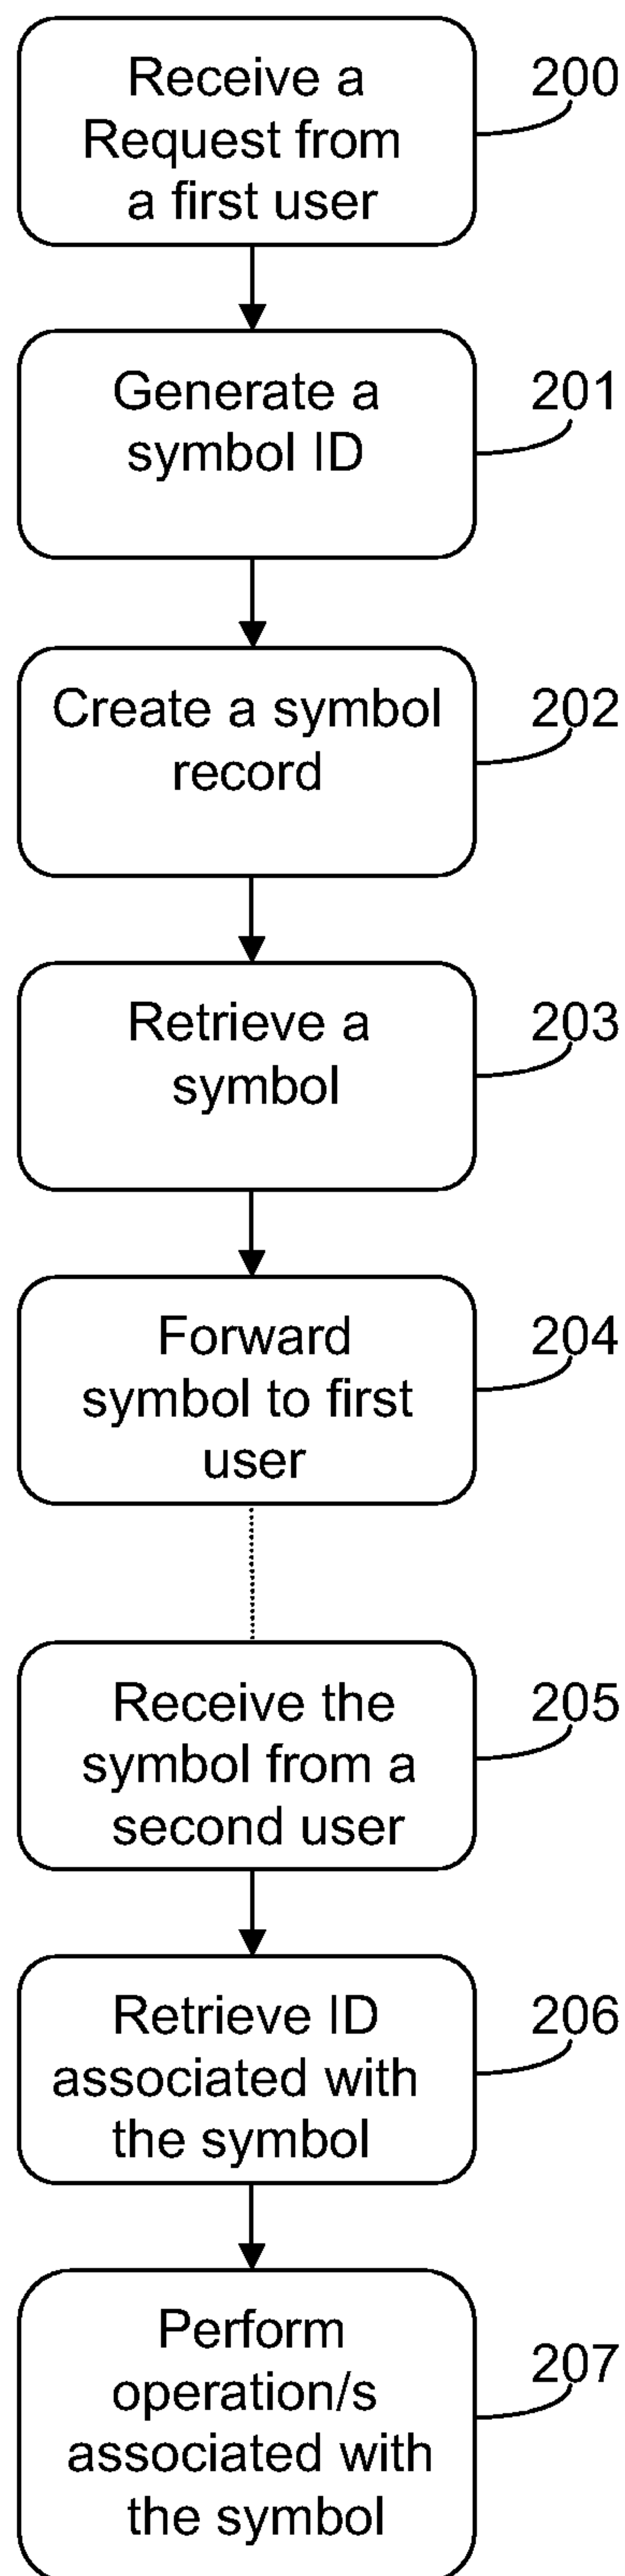 Receive a
Request from
a first user
200
Generate a
symbol ID
201
Create a symbol
record
202
Retrieve a
symbol
203
Forward
symbol to first
user
204
Receive the
symbol from a
second user
205
Retrieve ID
associated with
the symbol
206
Perform
operation/s
associated with
the symbol
207